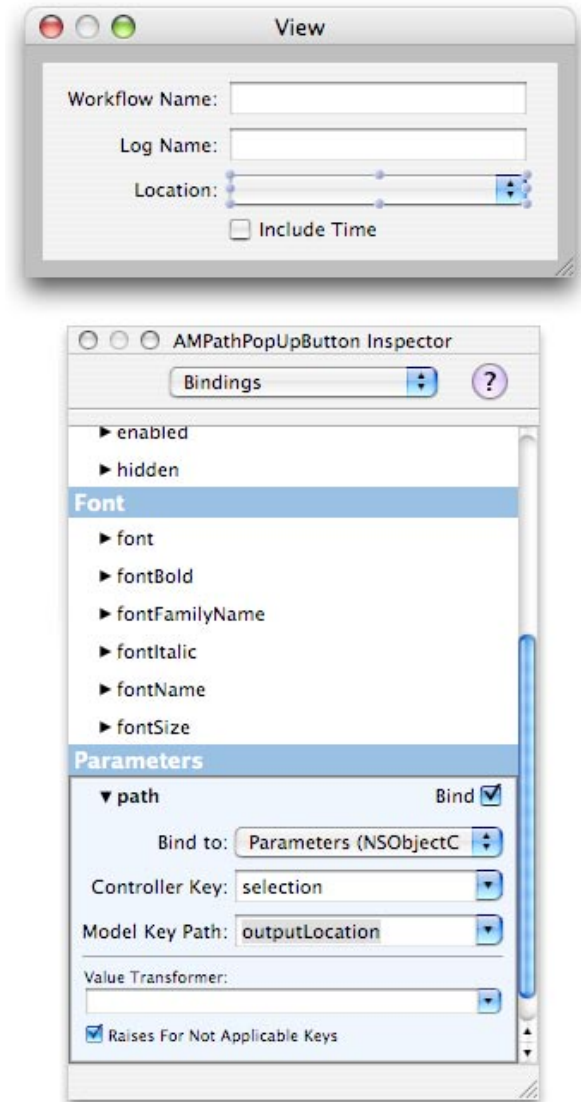 View
Workflow Name:
Log Name:
Location:
Include Time
AMPathPopUpButton Inspector
Bindings
?
enabled
hidden
Font
font
fontBold
fontFamilyName
fontItalic
fontName
fontSize
Parameters
path Bind
Bind to: Parameters (NSObjectC
Controller Key: selection
Model Key Path: outputLocation
Value Transformer:
Raises For Not Applicable Keys